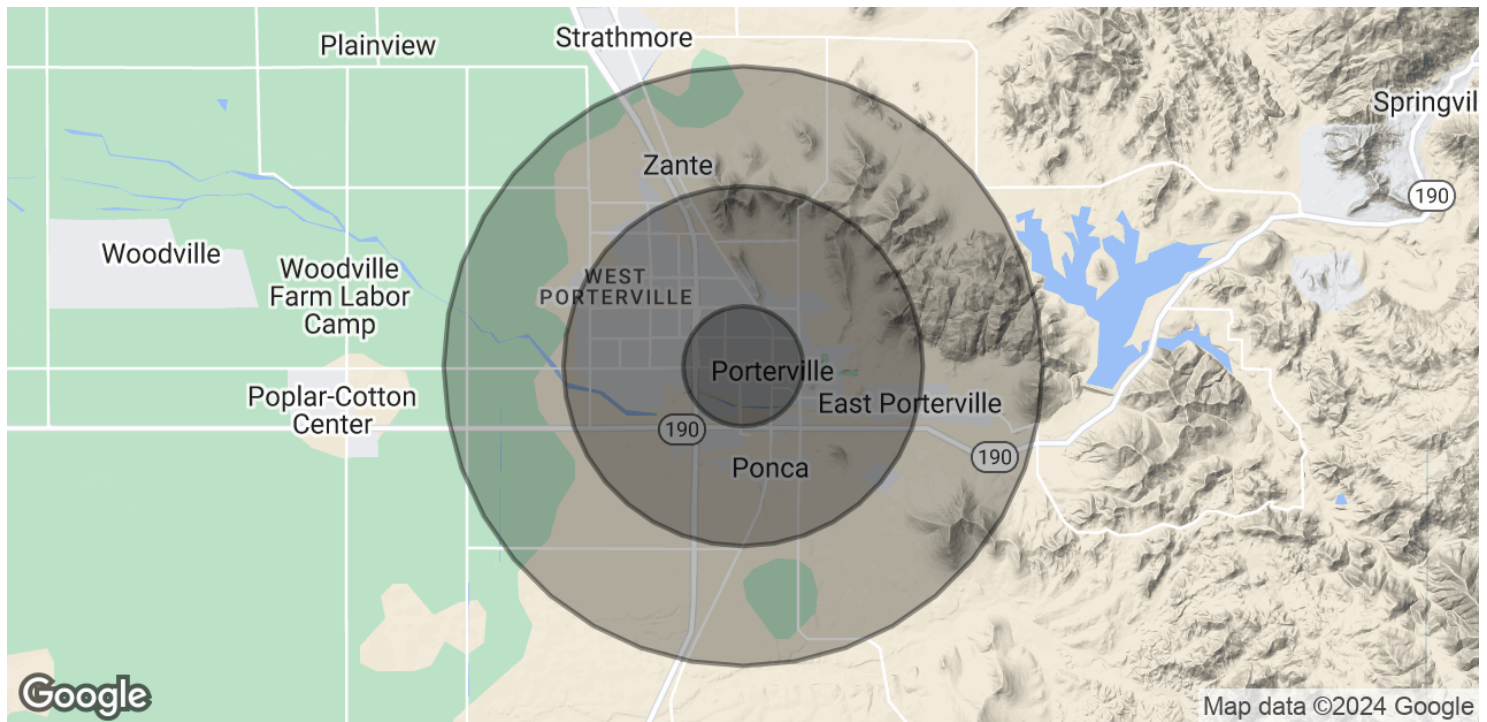 Plainview
Strathmore
Springvil
Zante
190
Woodville
Woodville
Farm Labor
Camp
WEST
PORTERVILLE
Porterville
Poplar-Cotton
Center
East Porterville
190
190
Ponca
Google
Map data ©2024 Google